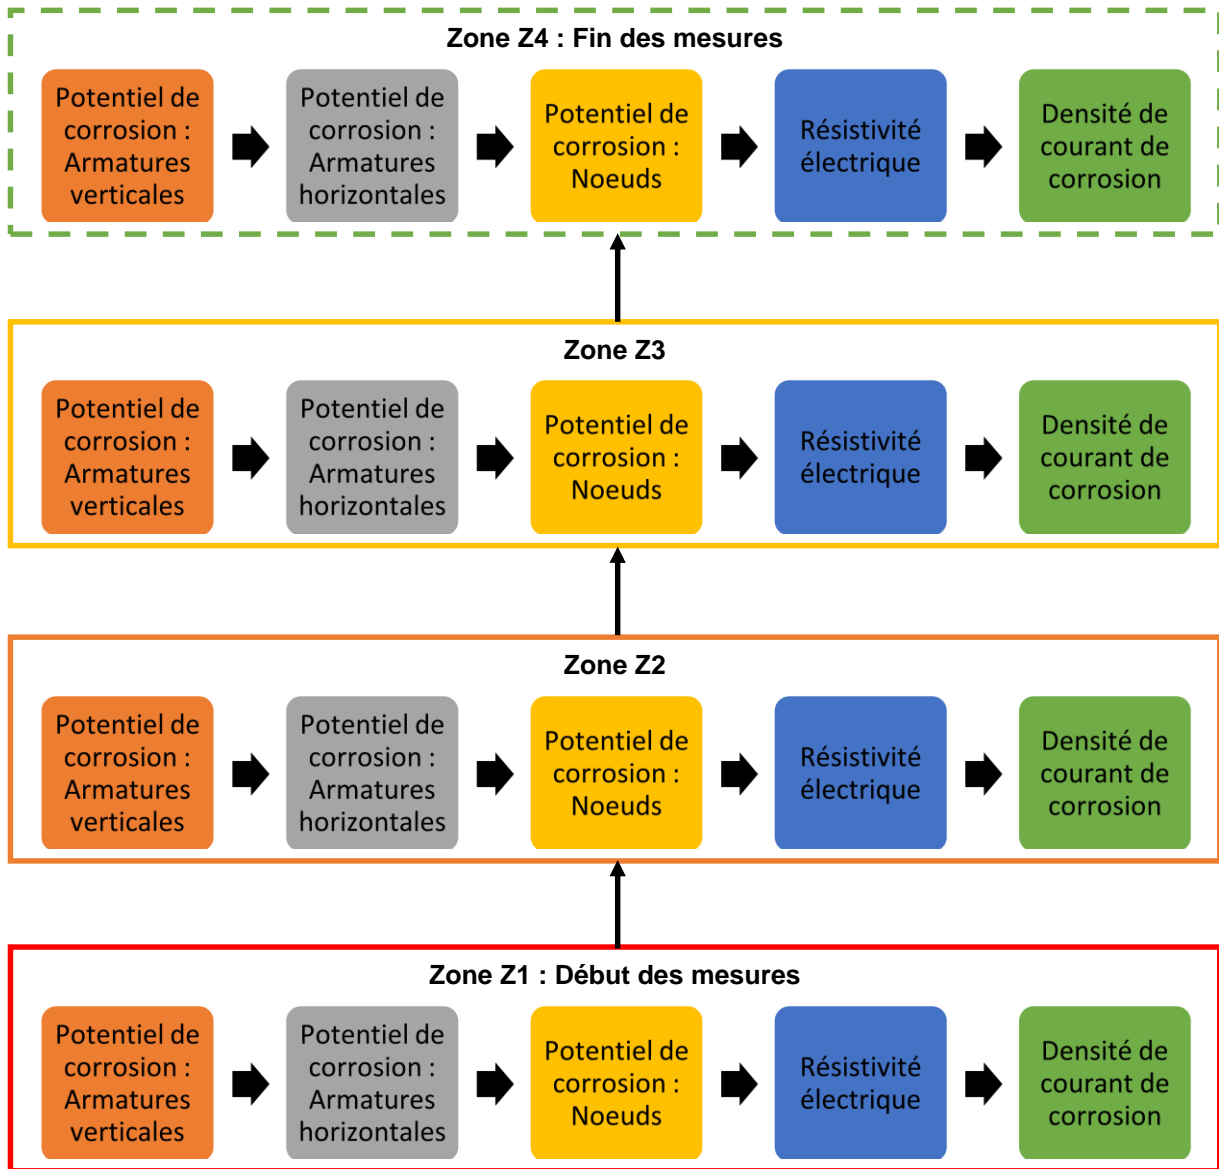 Zone Z4 : Fin des mesures
Potentiel de
corrosion :
Armatures
verticales
Potentiel de
corrosion :
Armatures
horizontales
Potentiel de
corrosion :
Noeuds
Résistivité
électrique
Densité de
courant de
corrosion
Zone Z3
Potentiel de
corrosion :
Armatures
verticales
Potentiel de
corrosion :
Armatures
horizontales
Potentiel de
corrosion :
Noeuds
Résistivité
électrique
Densité de
courant de
corrosion
Zone Z2
Potentiel de
corrosion :
Armatures
verticales
Potentiel de
corrosion :
Armatures
horizontales
Potentiel de
corrosion :
Noeuds
Résistivité
électrique
Densité de
courant de
corrosion
Zone Z1 : Début des mesures
Potentiel de
corrosion :
Armatures
verticales
Potentiel de
corrosion :
Armatures
horizontales
Potentiel de
corrosion :
Noeuds
Résistivité
électrique
Densité de
courant de
corrosion